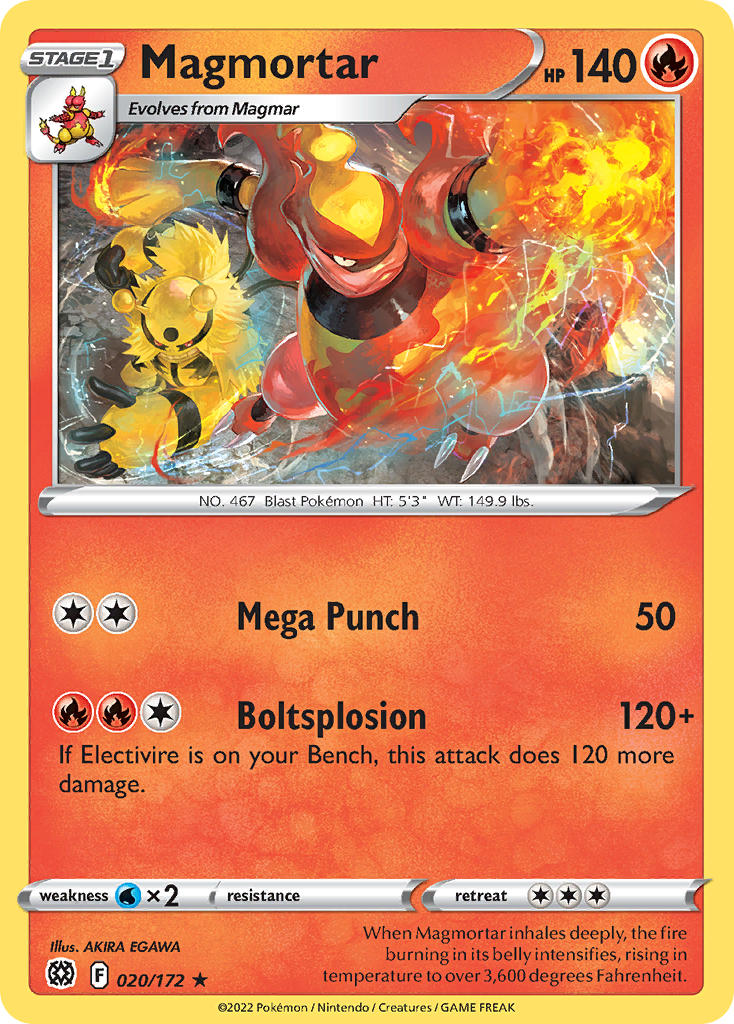 STAGE1
Magmortar
HP 140
Evolves from Magmar
NO. 467 Blast Pokémon HT: 5'3" WT: 149.9 lbs.
Mega Punch 50
Boltsplosion 120+
If Electivire is on your Bench, this attack does 120 more
damage.
weakness ×2 resistance retreat
Illus. AKIRA EGAWA
F 020/172 ★
When Magmortar inhales deeply, the fire
burning in its belly intensifies, rising in
temperature to over 3,600 degrees Fahrenheit.
©2022 Pokémon / Nintendo / Creatures / GAME FREAK